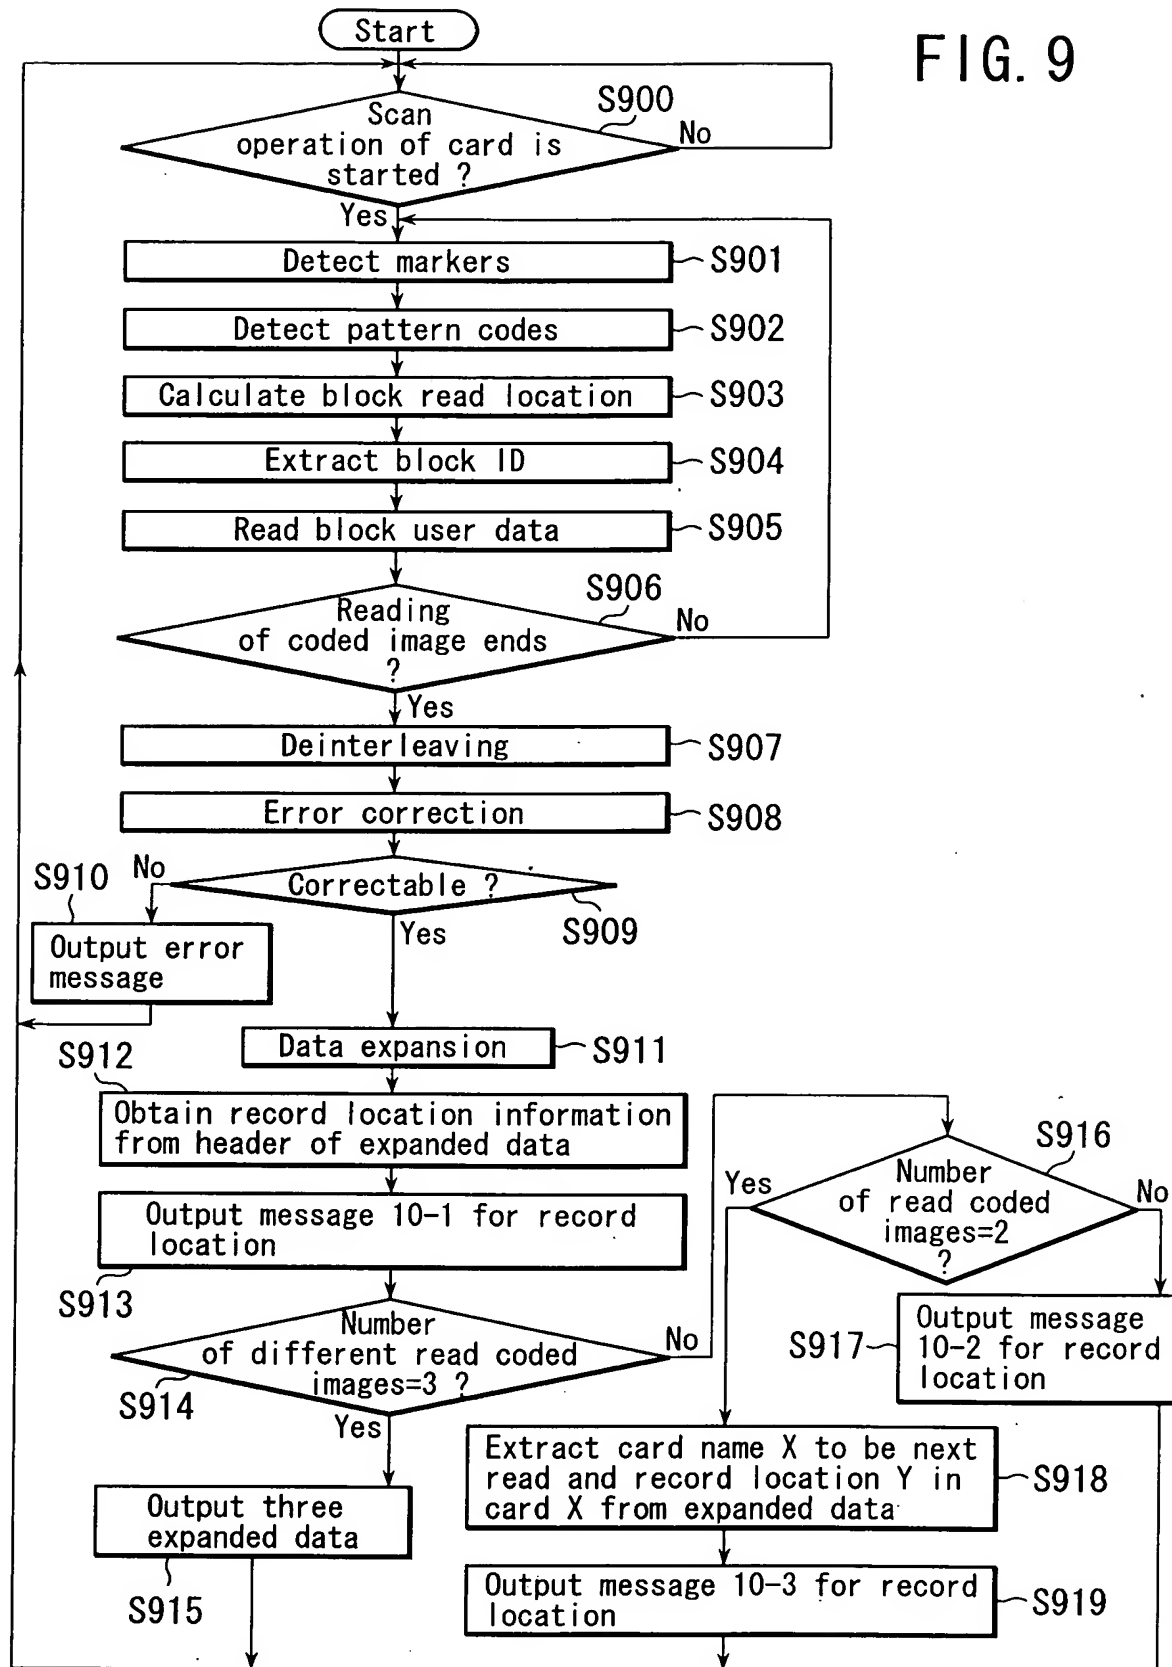 FIG. 9
Start
S900
Scan
operation of card is
started ?
No
Yes
Detect markers
S901
Detect pattern codes
S902
Calculate block read location
S903
Extract block ID
S904
Read block user data
S905
S906
Reading
of coded image ends
?
No
Yes
Deinterleaving
S907
Error correction
S908
Correctable ?
No
S909
Yes
S910
Output error
message
Data expansion
S911
S912
Obtain record location information
from header of expanded data
Output message 10-1 for record
location
S913
Number
of different read coded
images=3 ?
No
S914
Yes
Output three
expanded data
S915
S916
Number
of read coded
images=2
?
Yes
No
Output message
10-2 for record
location
S917
Extract card name X to be next
read and record location Y in
card X from expanded data
S918
Output message 10-3 for record
location
S919